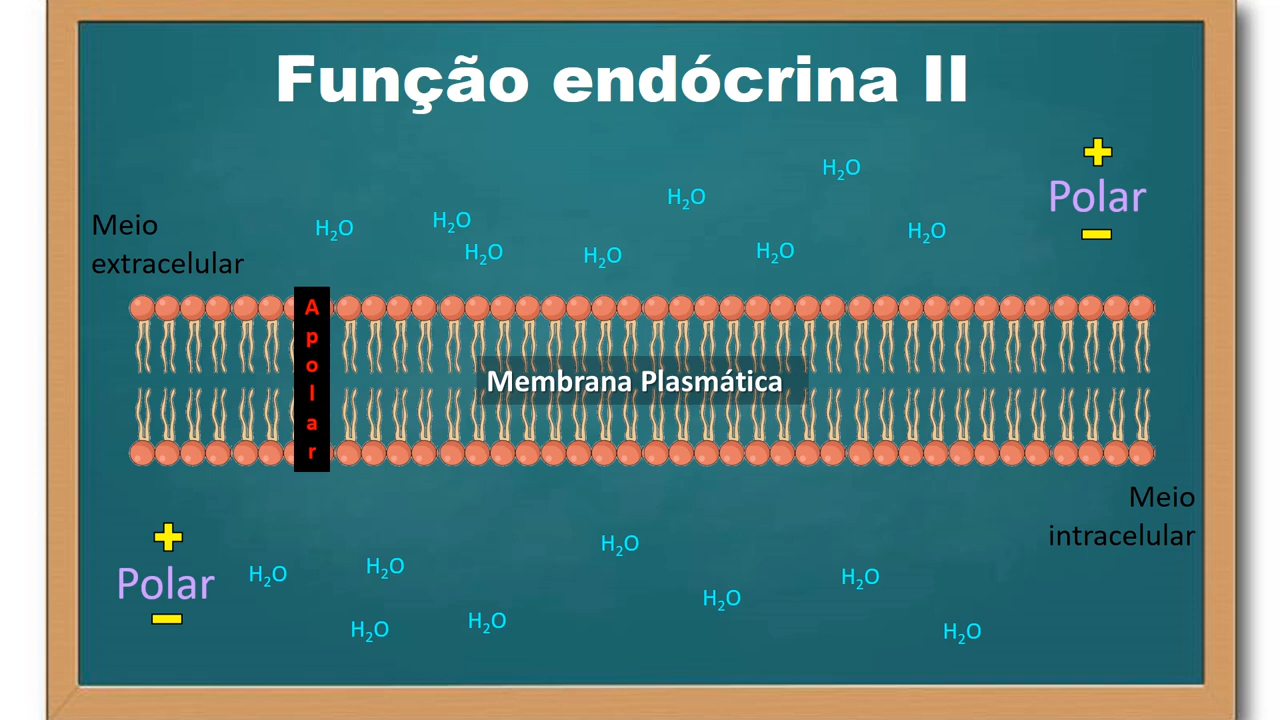 Função endócrina II
+
Polar
−
H₂O
H₂O
H₂O
H₂O
H₂O
H₂O
H₂O
H₂O
Meio
extracelular
Apolar
Membrana Plasmática
Meio
intracelular
+
Polar
−
H₂O
H₂O
H₂O
H₂O
H₂O
H₂O
H₂O
H₂O